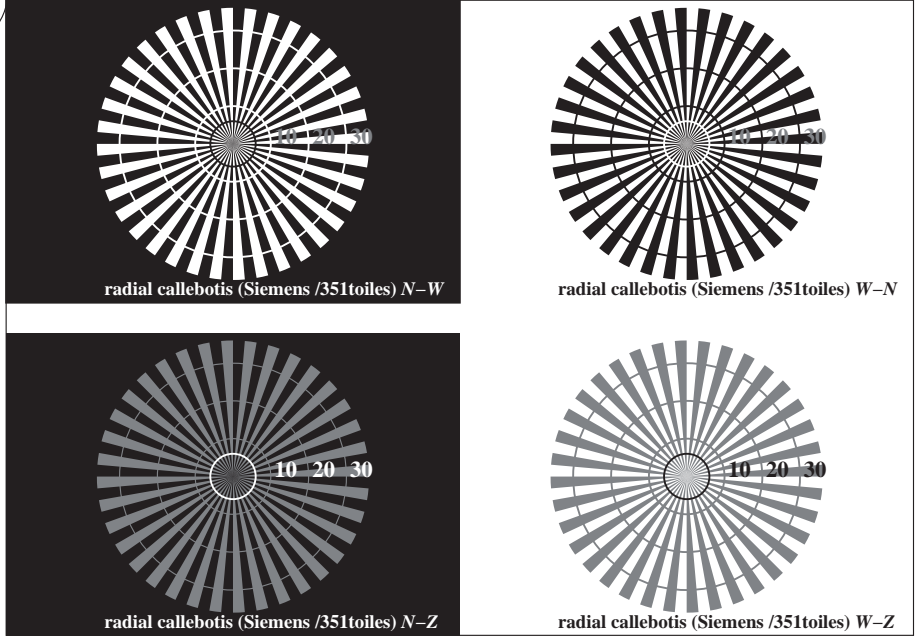 10 20 30
radial callebotis (Siemens /351toiles) N–W
10 20 30
radial callebotis (Siemens /351toiles) W–N
10 20 30
radial callebotis (Siemens /351toiles) N–Z
10 20 30
radial callebotis (Siemens /351toiles) W–Z